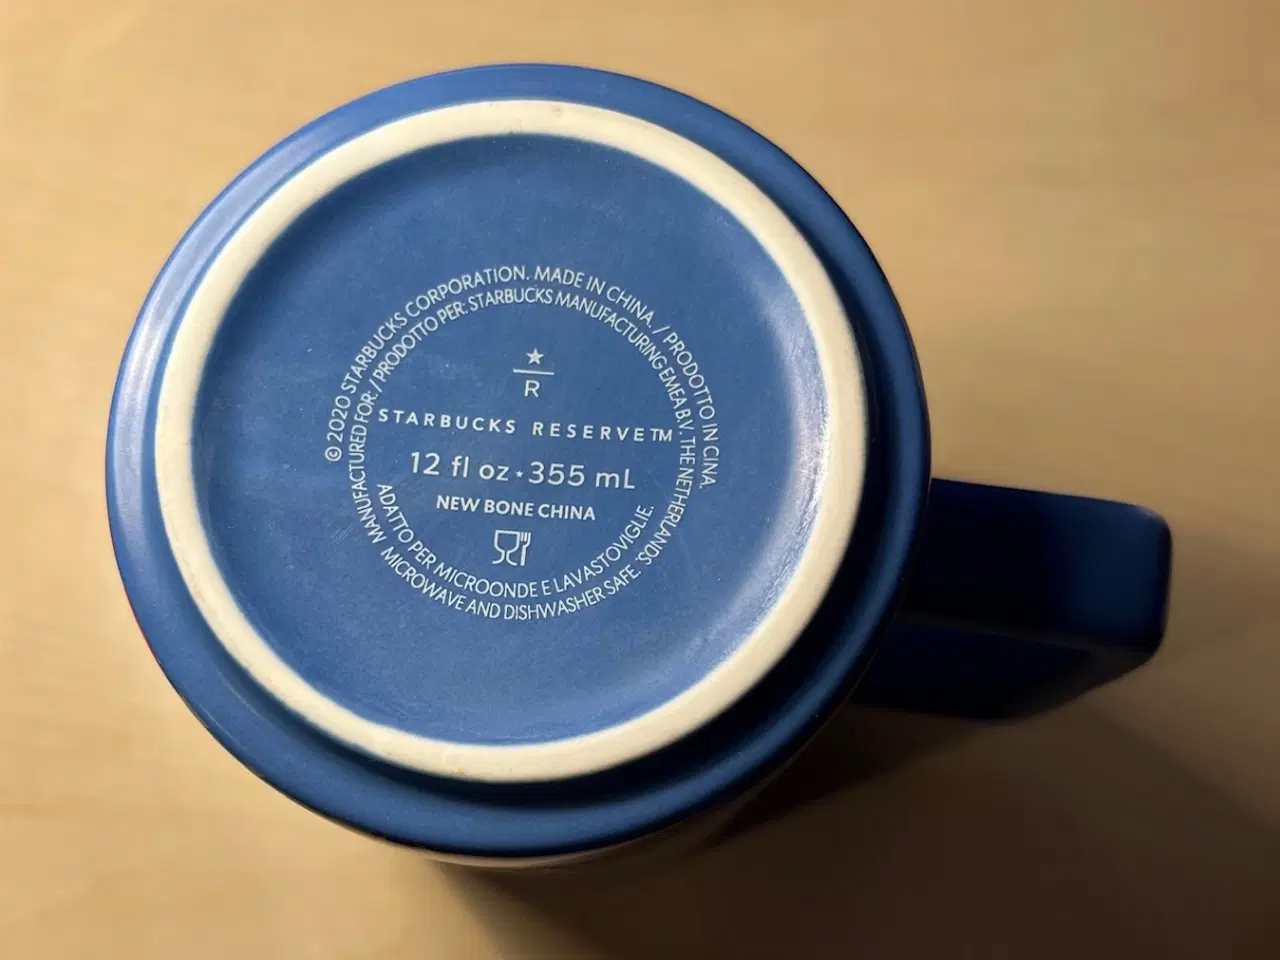 © 2020 STARBUCKS CORPORATION. MADE IN CHINA. / PRODOTTO IN CINA.
MANUFACTURED FOR: / PRODOTTO PER: STARBUCKS MANUFACTURING EMEA B.V. THE NETHERLANDS.
★
R
STARBUCKS RESERVE™
12 fl oz · 355 mL
NEW BONE CHINA
ADATTO PER MICROONDE E LAVASTOVIGLIE.
MICROWAVE AND DISHWASHER SAFE.